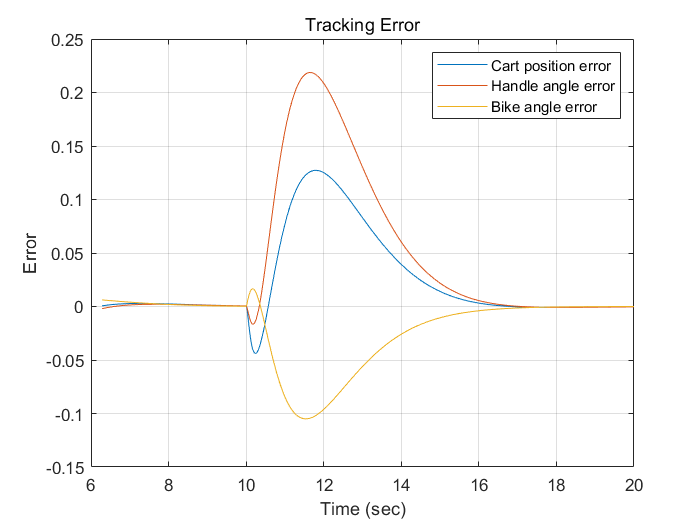 Tracking Error
0.25
0.2
0.15
0.1
0.05
0
-0.05
-0.1
-0.15
Error
Cart position error
Handle angle error
Bike angle error
6 8 10 12 14 16 18 20
Time (sec)